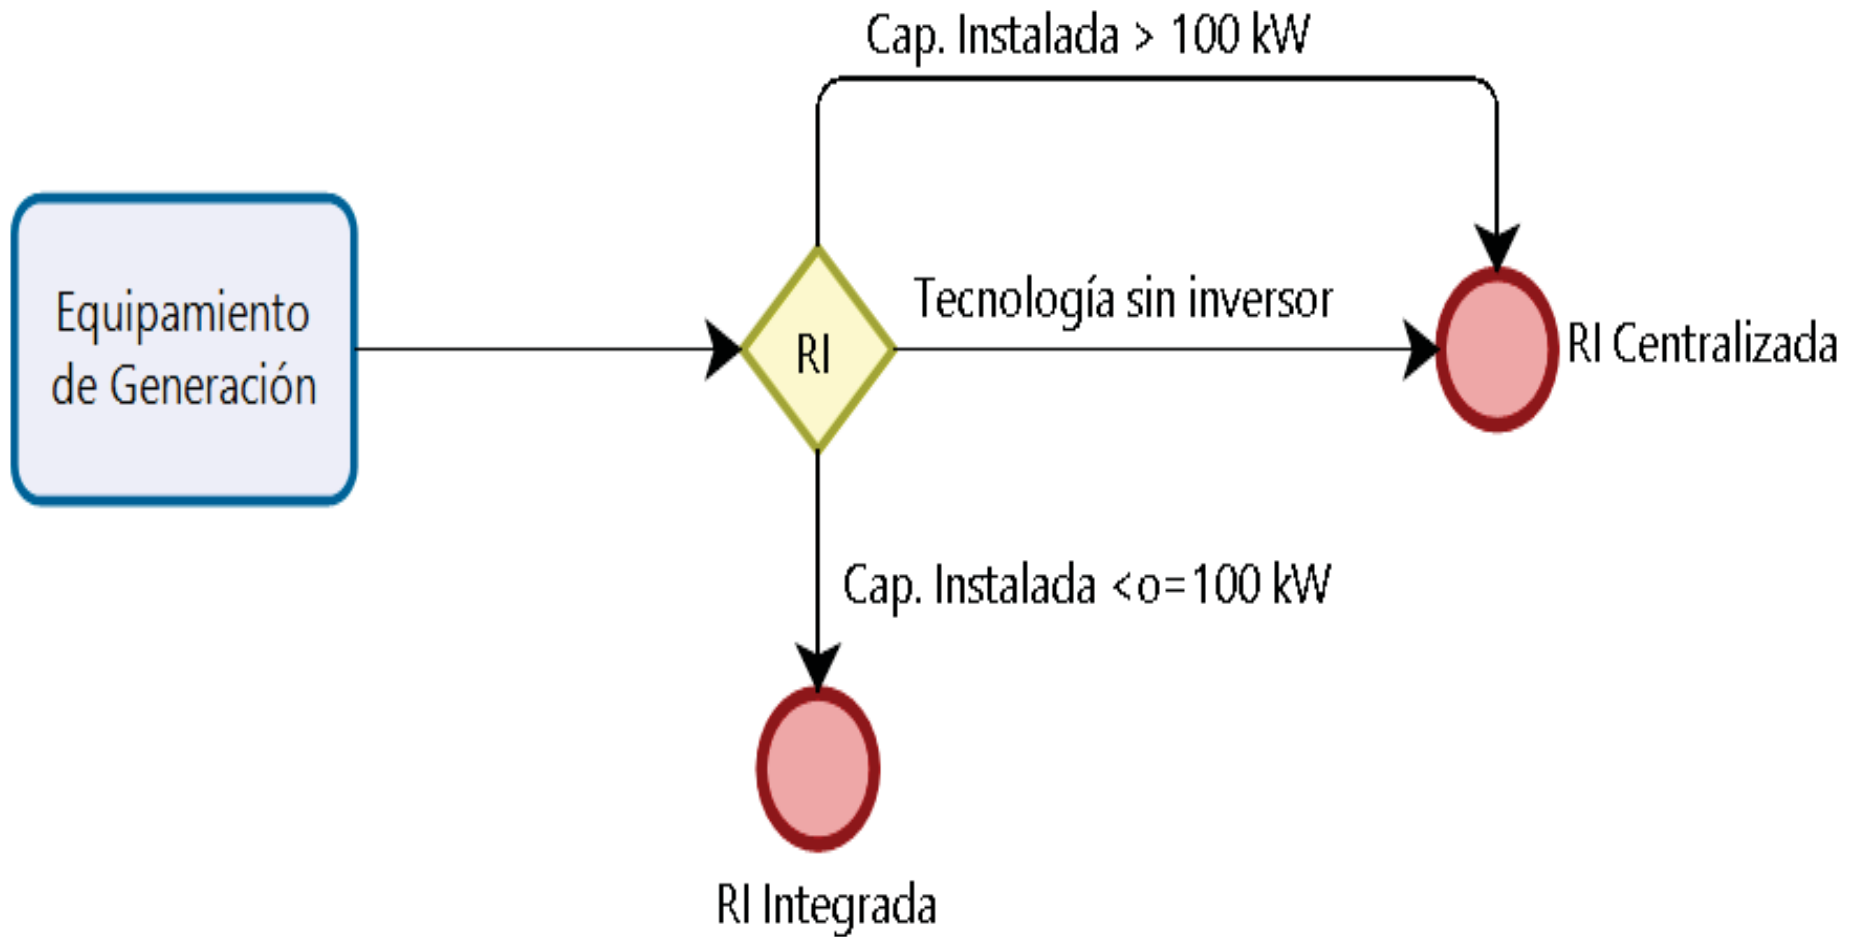 Cap. Instalada > 100 kW
Equipamiento
de Generación
RI
Tecnología sin inversor
RI Centralizada
Cap. Instalada <o=100 kW
RI Integrada